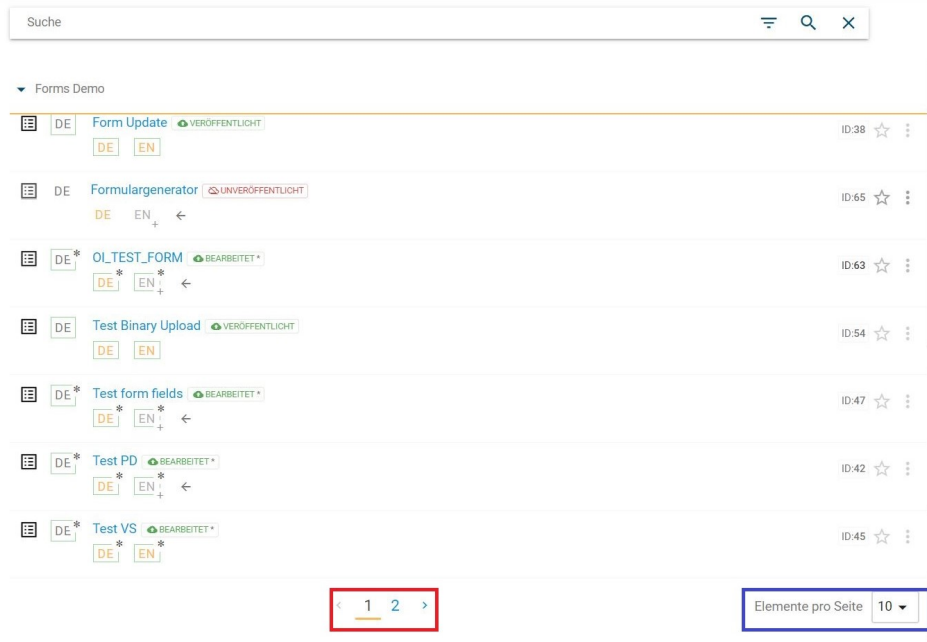 Suche
Forms Demo
DE Form Update VERÖFFENTLICHT ID:38
DE EN
DE Formulargenerator UNVERÖFFENTLICHT ID:65
DE EN +
DE* OI_TEST_FORM BEARBEITET * ID:63
DE* EN* +
DE Test Binary Upload VERÖFFENTLICHT ID:54
DE EN
DE* Test form fields BEARBEITET * ID:47
DE* EN* +
DE* Test PD BEARBEITET * ID:42
DE* EN* +
DE* Test VS BEARBEITET * ID:45
DE* EN*
‹ 1 2 › Elemente pro Seite 10